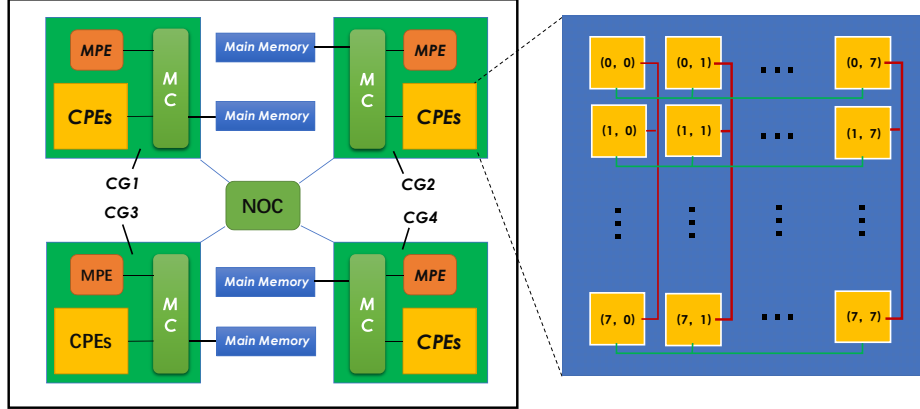 MPE
CPEs
M
C
Main Memory
Main Memory
M
C
MPE
CPEs
CG1
CG2
NOC
CG3
CG4
MPE
CPEs
M
C
Main Memory
Main Memory
M
C
MPE
CPEs
(0, 0)
(0, 1)
(0, 7)
(1, 0)
(1, 1)
(1, 7)
(7, 0)
(7, 1)
(7, 7)